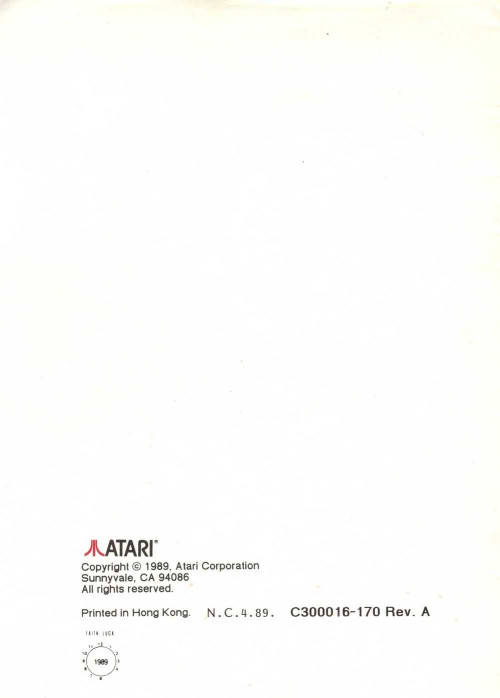 ATARI®
Copyright © 1989, Atari Corporation
Sunnyvale, CA 94086
All rights reserved.
Printed in Hong Kong. N.C.4.89. C300016-170 Rev. A
FAITH LUCK
1989